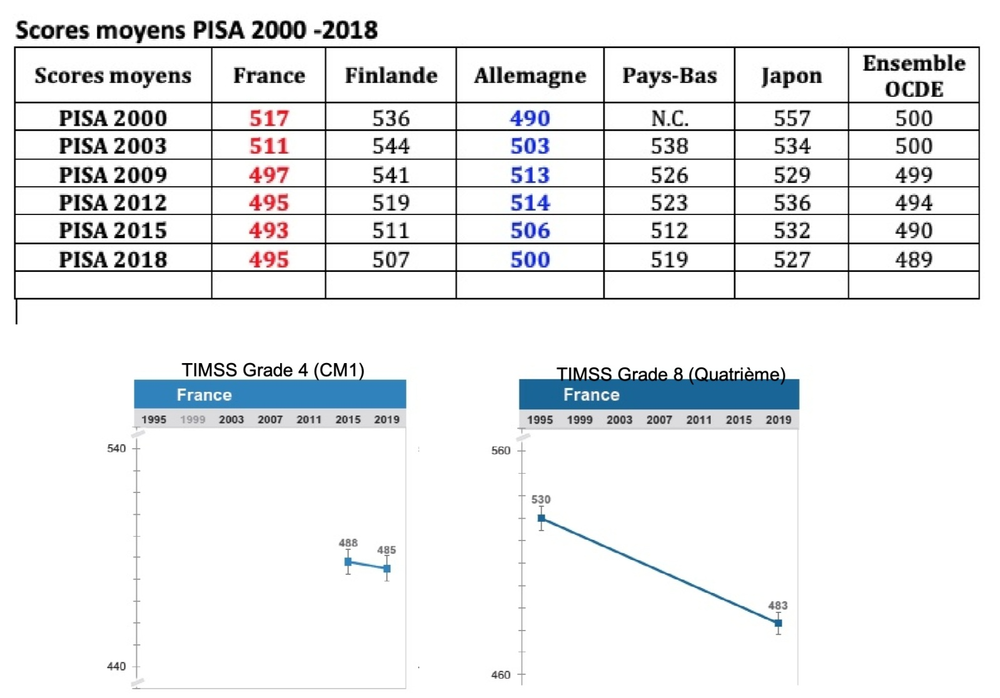 Scores moyens PISA 2000 -2018
Scores moyens France Finlande Allemagne Pays-Bas Japon Ensemble OCDE
PISA 2000 517 536 490 N.C. 557 500
PISA 2003 511 544 503 538 534 500
PISA 2009 497 541 513 526 529 499
PISA 2012 495 519 514 523 536 494
PISA 2015 493 511 506 512 532 490
PISA 2018 495 507 500 519 527 489
TIMSS Grade 4 (CM1)
France
1995 1999 2003 2007 2011 2015 2019
540
488
485
440
TIMSS Grade 8 (Quatrième)
France
1995 1999 2003 2007 2011 2015 2019
560
530
483
460